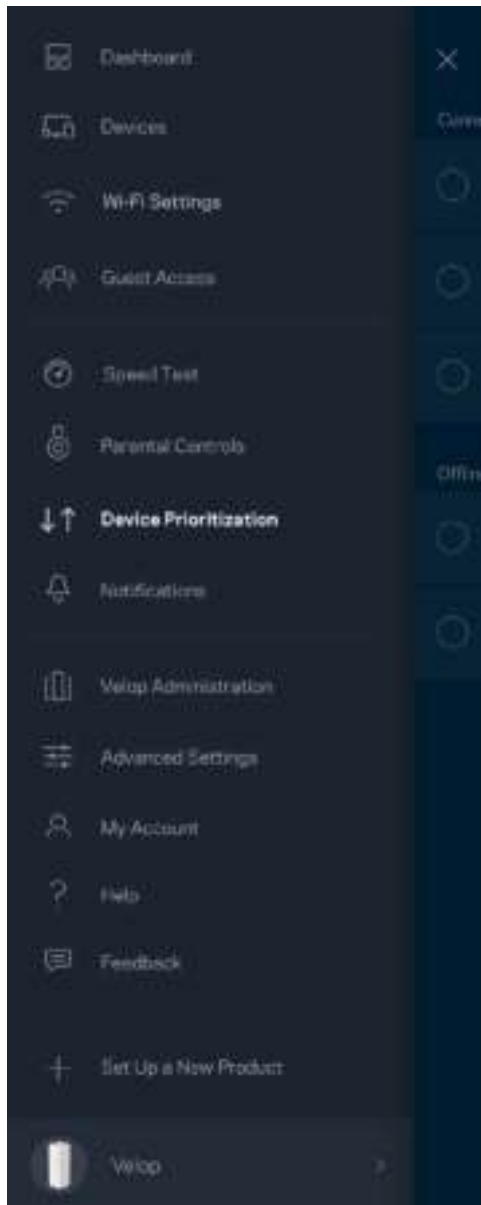 Dashboard
Devices
Wi-Fi Settings
Guest Access
Speed Test
Parental Controls
Device Prioritization
Notifications
Velop Administration
Advanced Settings
My Account
Help
Feedback
Set Up a New Product
Velop